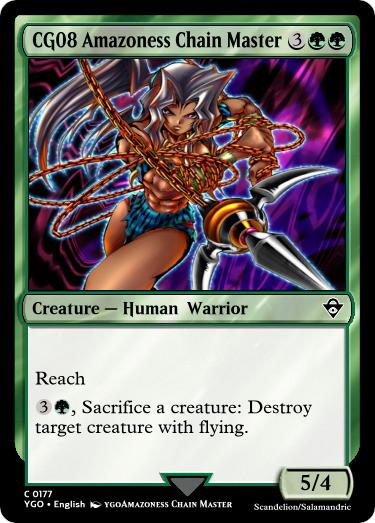 CG08 Amazoness Chain Master 3
Creature — Human Warrior
Reach
3, Sacrifice a creature: Destroy
target creature with flying.
5/4
C 0177
YGO • English ygoAmazoness Chain Master
Scandelion/Salamandric